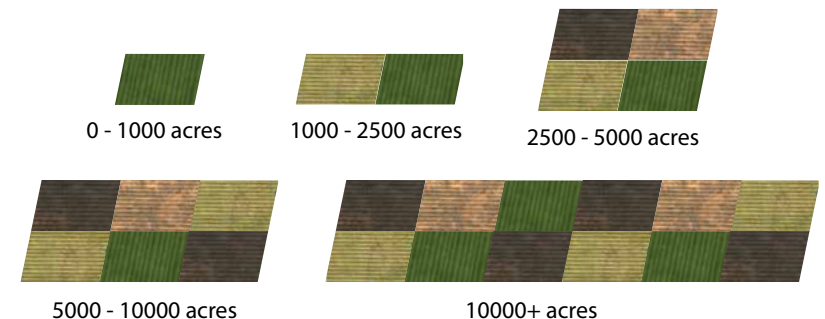 0 - 1000 acres
1000 - 2500 acres
2500 - 5000 acres
5000 - 10000 acres
10000+ acres